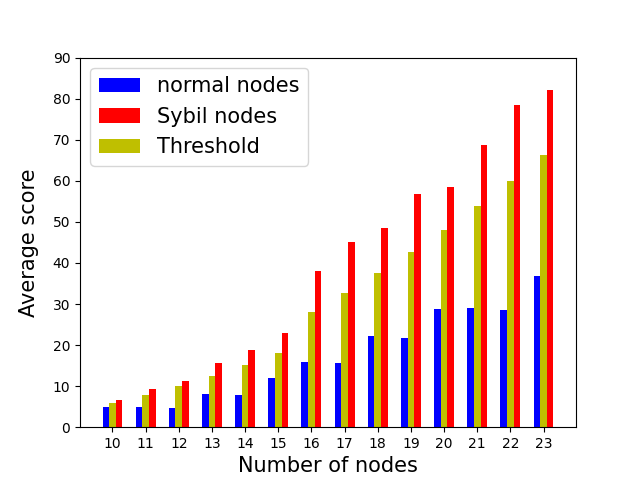 90
80
70
60
50
40
30
20
10
0
Average score
normal nodes
Sybil nodes
Threshold
10 11 12 13 14 15 16 17 18 19 20 21 22 23
Number of nodes